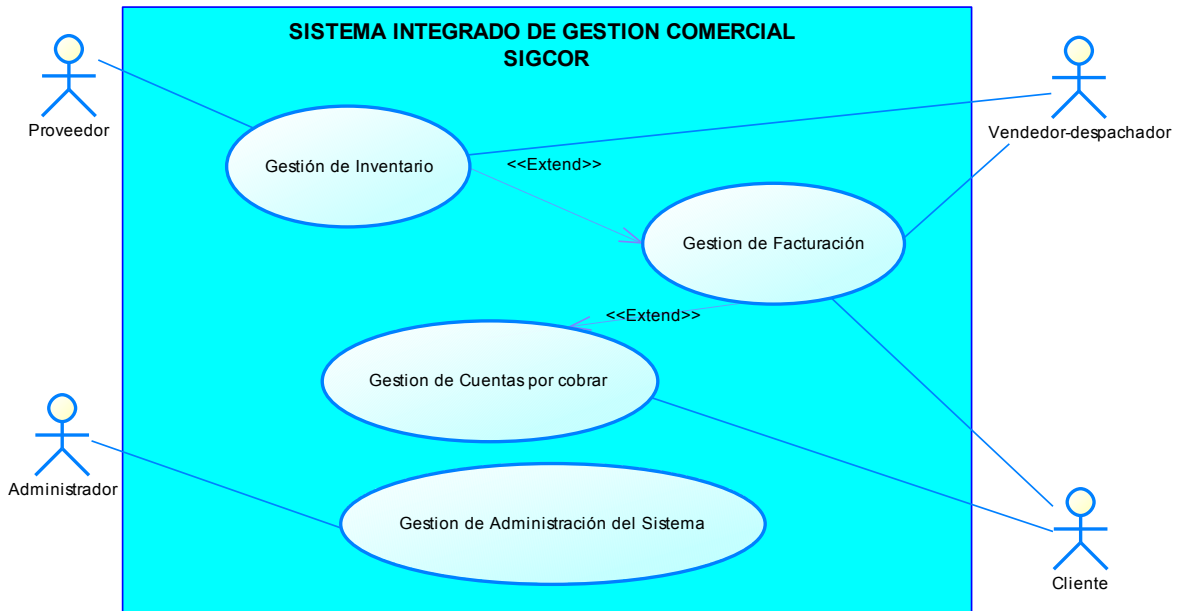 SISTEMA INTEGRADO DE GESTION COMERCIAL
SIGCOR
Proveedor
Vendedor-despachador
Gestión de Inventario
<<Extend>>
Gestion de Facturación
<<Extend>>
Gestion de Cuentas por cobrar
Administrador
Gestion de Administración del Sistema
Cliente